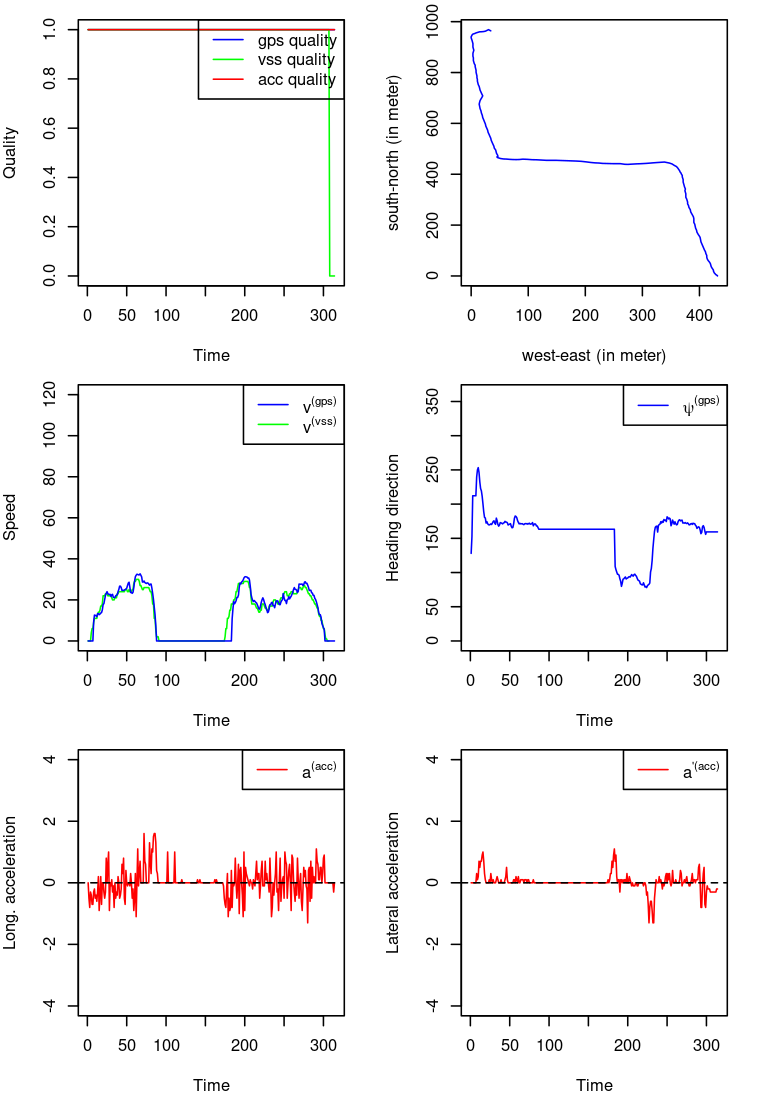 gps quality
vss quality
acc quality
Quality
0.0 0.2 0.4 0.6 0.8 1.0
0 50 100 200 300
Time
south-north (in meter)
0 200 400 600 800 1000
0 100 200 300 400
west-east (in meter)
v(gps)
v(vss)
Speed
0 20 40 60 80 100 120
0 50 100 200 300
Time
ψ(gps)
Heading direction
0 50 150 250 350
0 50 100 200 300
Time
a(acc)
Long. acceleration
-4 -2 0 2 4
0 50 100 200 300
Time
a'(acc)
Lateral acceleration
-4 -2 0 2 4
0 50 100 200 300
Time